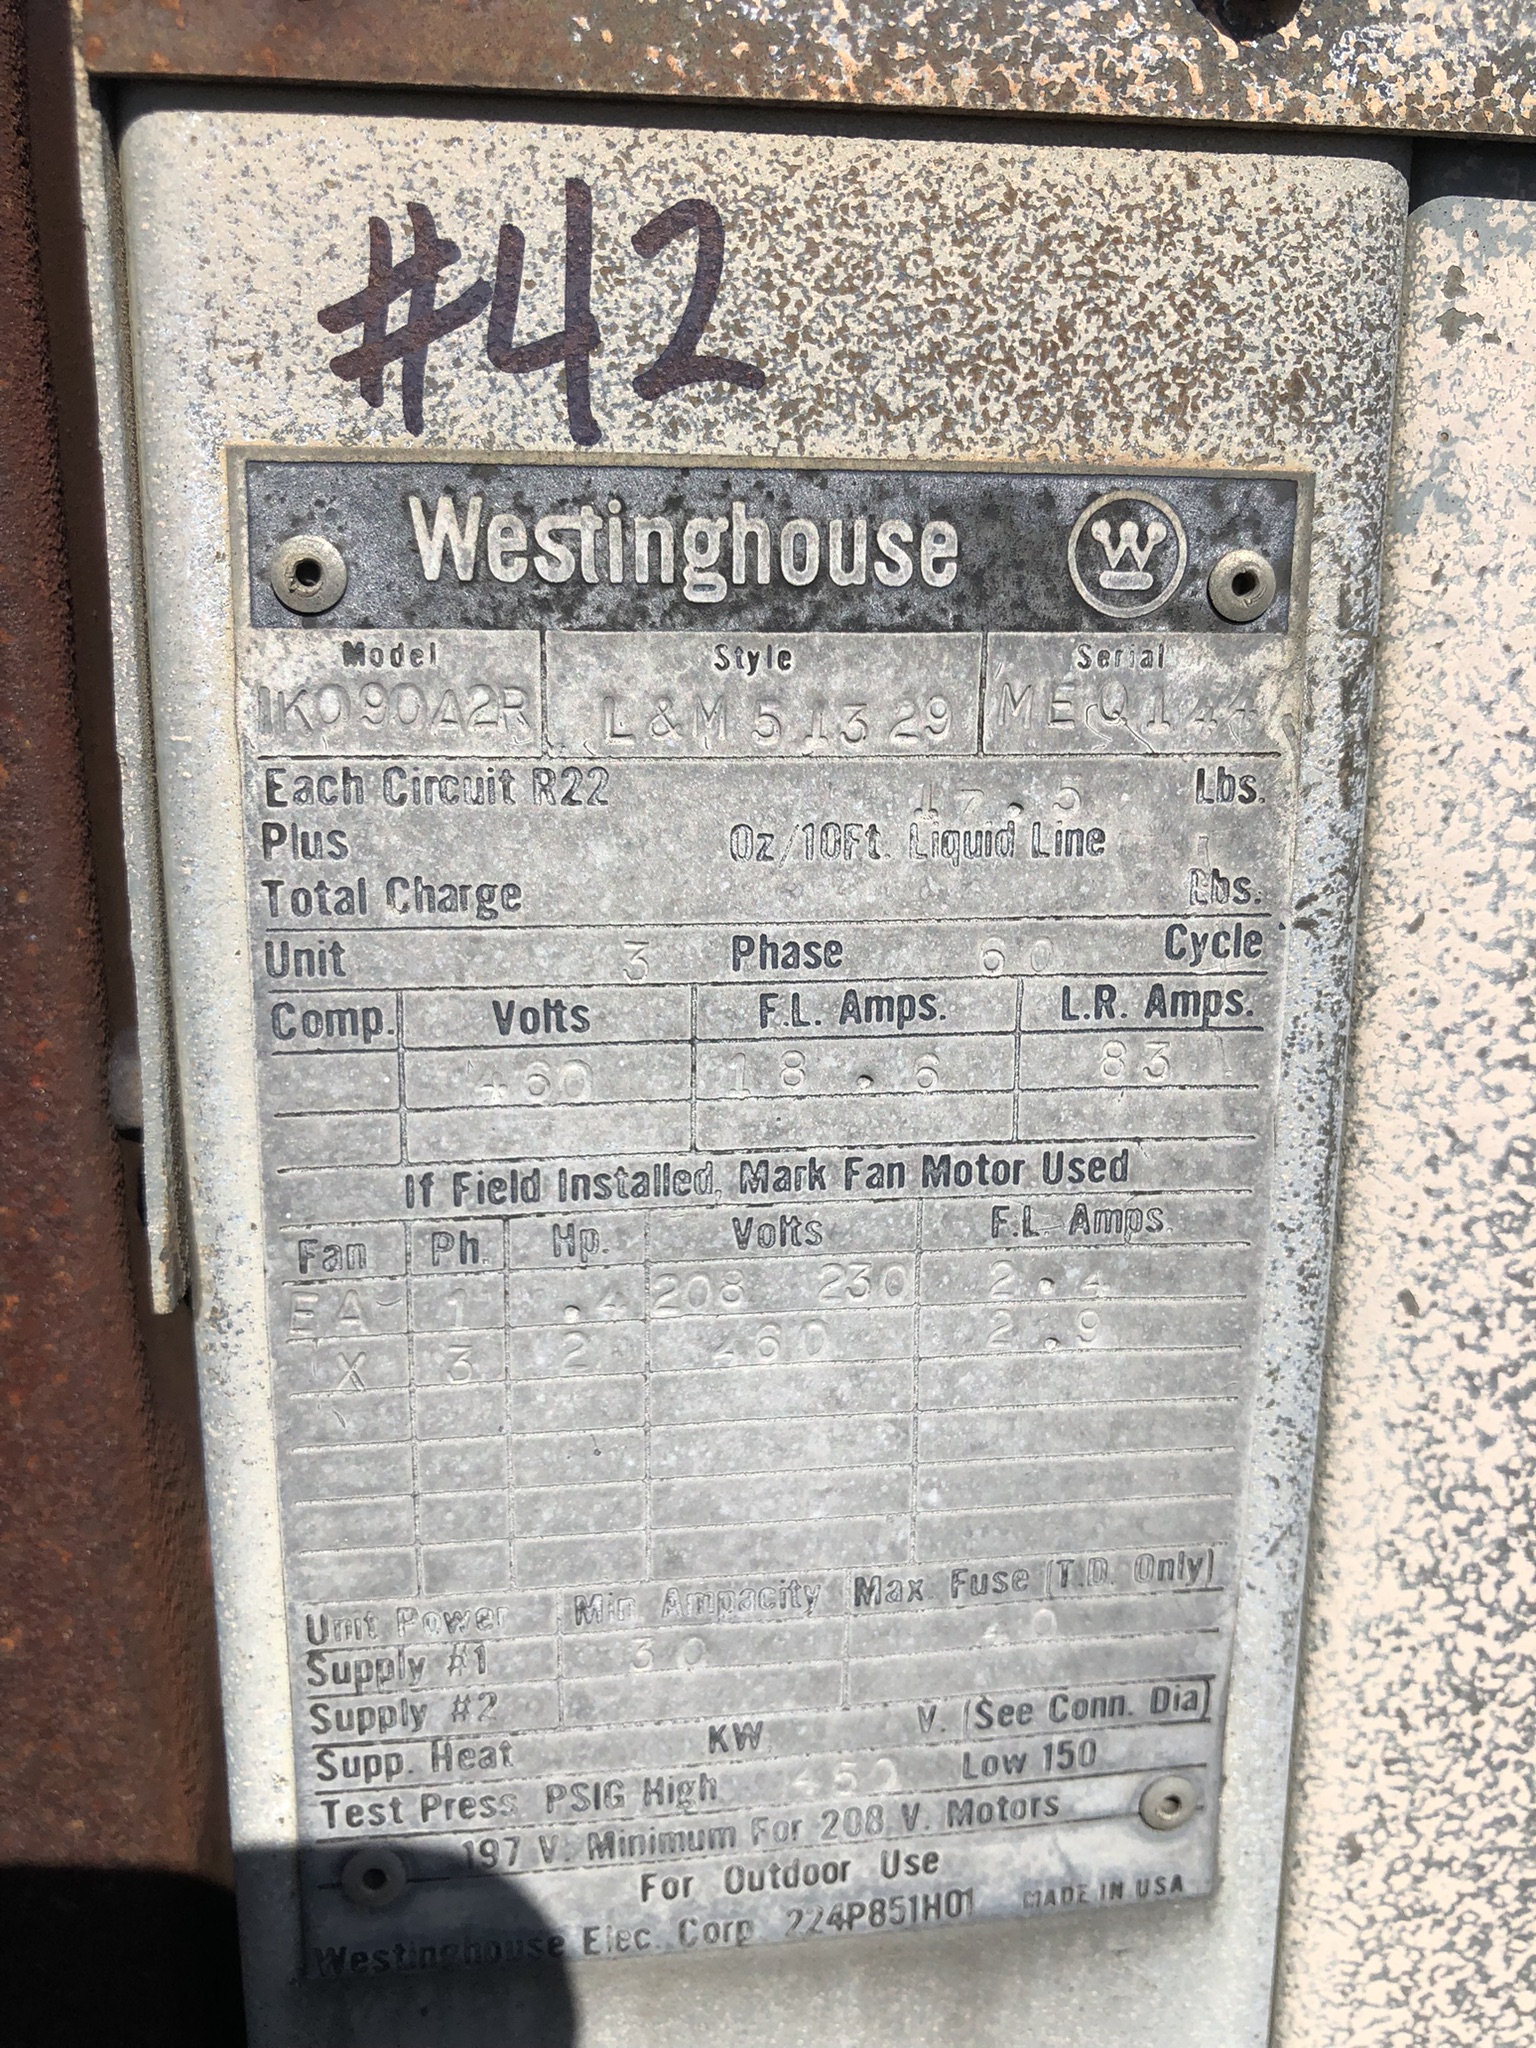 #42
Westinghouse W
Model Style Serial
1K090A2R L&M 51329 MEQ144
Each Circuit R22 17.5 Lbs.
Plus Oz/10Ft. Liquid Line
Total Charge Lbs.
Unit 3 Phase 60 Cycle
Comp. Volts F.L. Amps. L.R. Amps.
460 18.6 83
If Field Installed, Mark Fan Motor Used
Fan Ph. Hp. Volts F.L. Amps.
EA 1 .4 208 230 2.4
X 3 2 460 2.9
Unit Power Min Ampacity Max. Fuse (T.D. Only)
Supply #1 30 40
Supply #2
Supp. Heat KW V. (See Conn. Dia)
Test Press PSIG High 450 Low 150
197 V. Minimum For 208 V. Motors
For Outdoor Use
Westinghouse Elec. Corp 224P851H01 MADE IN USA